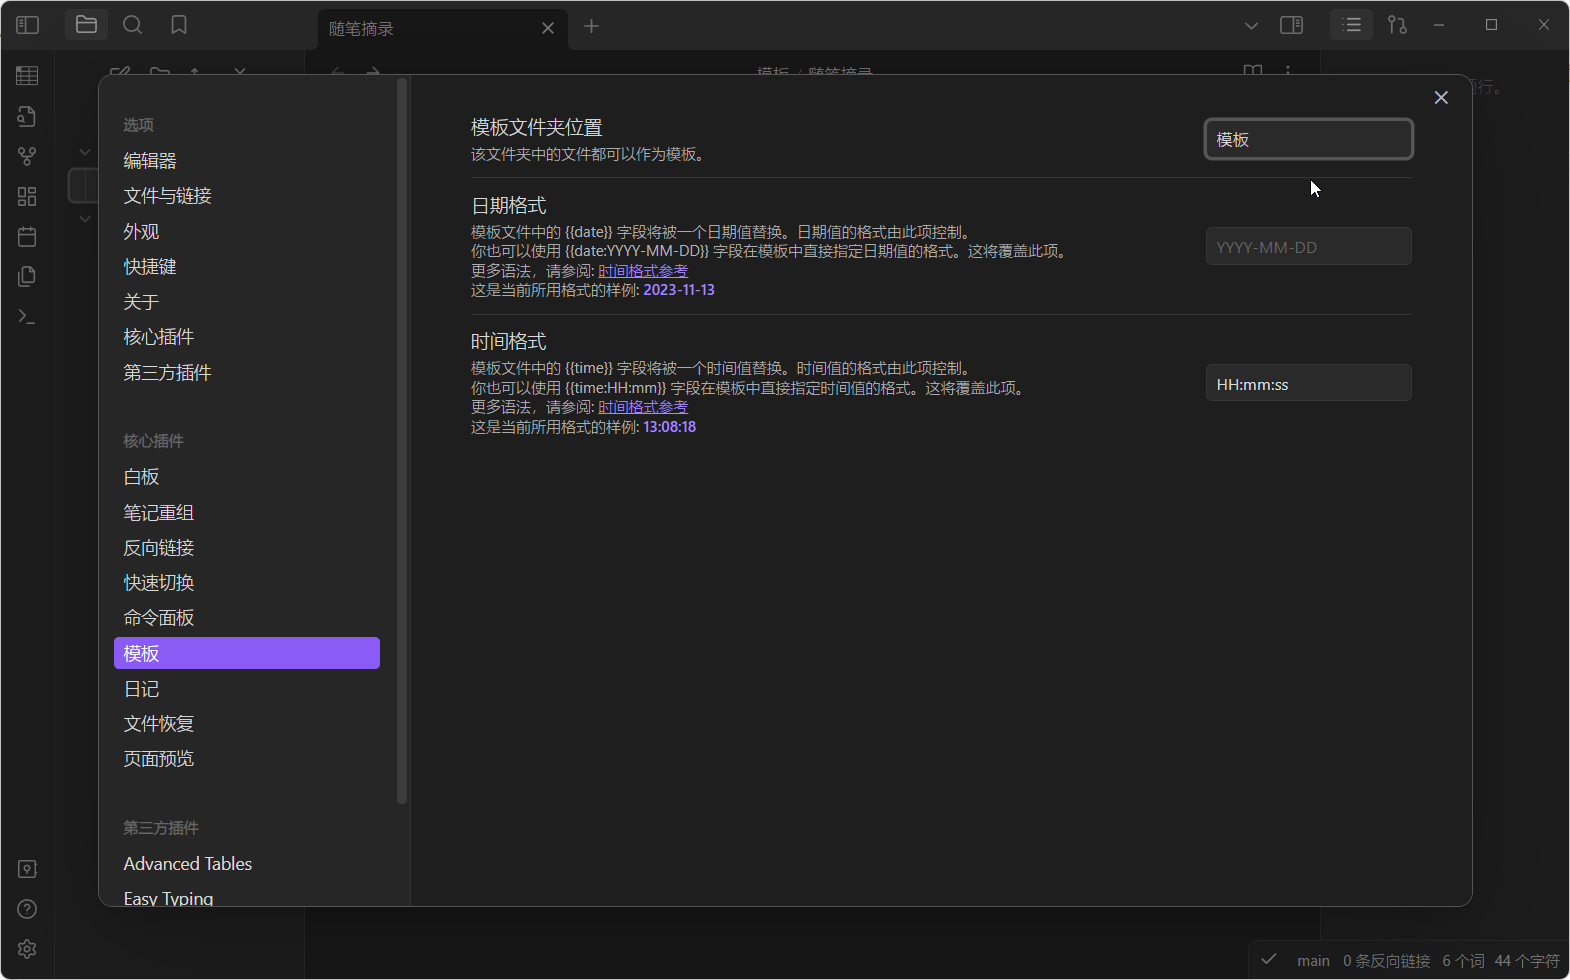 随笔摘录
模板 / 随笔摘录
题行。
选项
编辑器
文件与链接
外观
快捷键
关于
核心插件
第三方插件
核心插件
白板
笔记重组
反向链接
快速切换
命令面板
模板
日记
文件恢复
页面预览
第三方插件
Advanced Tables
Easy Typing
模板文件夹位置
该文件夹中的文件都可以作为模板。
模板
日期格式
模板文件中的 {{date}} 字段将被一个日期值替换。日期值的格式由此项控制。
你也可以使用 {{date:YYYY-MM-DD}} 字段在模板中直接指定日期值的格式。这将覆盖此项。
更多语法，请参阅: 时间格式参考
这是当前所用格式的样例: 2023-11-13
YYYY-MM-DD
时间格式
模板文件中的 {{time}} 字段将被一个时间值替换。时间值的格式由此项控制。
你也可以使用 {{time:HH:mm}} 字段在模板中直接指定时间值的格式。这将覆盖此项。
更多语法，请参阅: 时间格式参考
这是当前所用格式的样例: 13:08:18
HH:mm:ss
main 0 条反向链接 6 个词 44 个字符